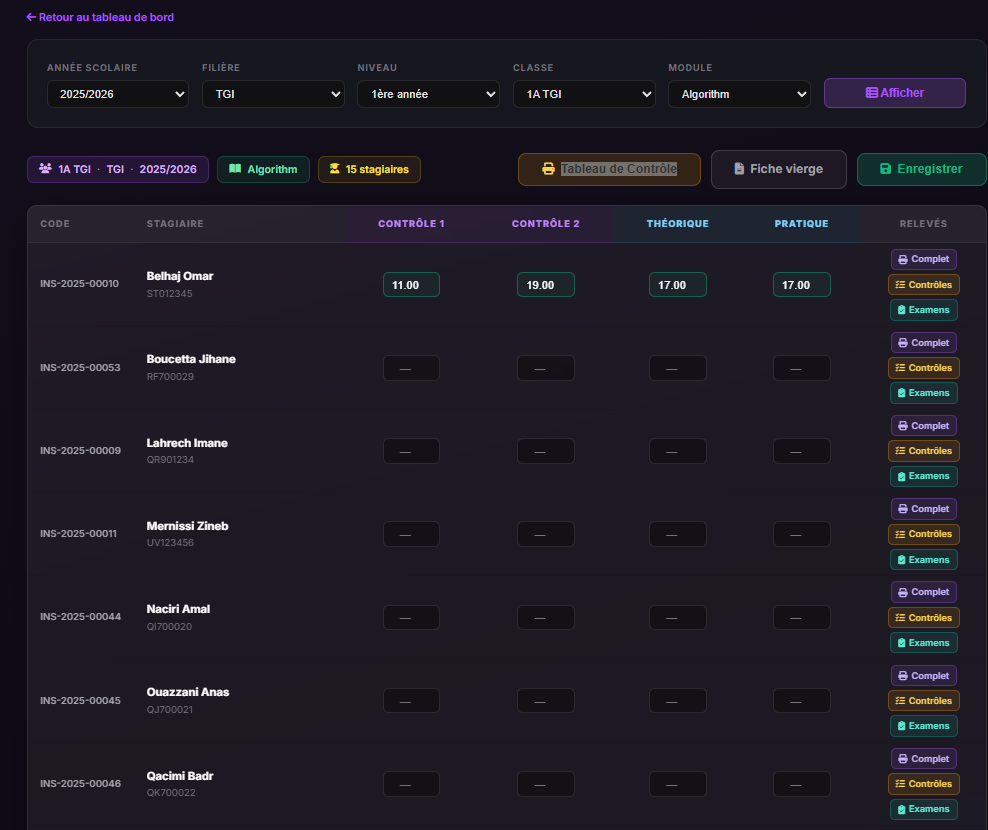 Retour au tableau de bord
ANNÉE SCOLAIRE FILIÈRE NIVEAU CLASSE MODULE
2025/2026 TGI 1ère année 1A TGI Algorithm Afficher
1A TGI · TGI · 2025/2026 Algorithm 15 stagiaires Tableau de Contrôle Fiche vierge Enregistrer
CODE STAGIAIRE CONTRÔLE 1 CONTRÔLE 2 THÉORIQUE PRATIQUE RELEVÉS
Complet
INS-2025-00010 Belhaj Omar 11.00 19.00 17.00 17.00 Contrôles
ST012345 Examens
Complet
INS-2025-00053 Boucetta Jihane — — — — Contrôles
RF700029 Examens
Complet
INS-2025-00009 Lahrech Imane — — — — Contrôles
QR901234 Examens
Complet
INS-2025-00011 Mernissi Zineb — — — — Contrôles
UV123456 Examens
Complet
INS-2025-00044 Naciri Amal — — — — Contrôles
QI700020 Examens
Complet
INS-2025-00045 Ouazzani Anas — — — — Contrôles
QJ700021 Examens
Complet
INS-2025-00046 Qacimi Badr — — — — Contrôles
QK700022 Examens